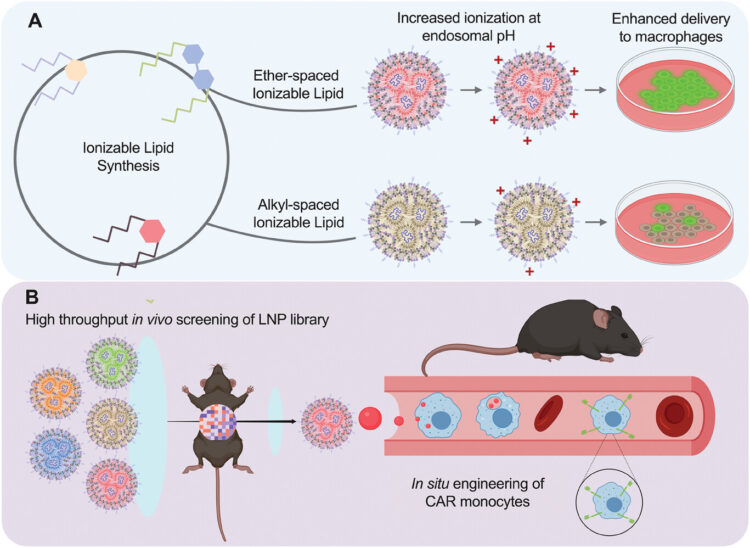 A
Increased ionization at
endosomal pH
Enhanced delivery
to macrophages
Ether-spaced
Ionizable Lipid
Ionizable Lipid
Synthesis
Alkyl-spaced
Ionizable Lipid
+
+
+
+
+
+
+
+
+
B
High throughput in vivo screening of LNP library
In situ engineering of
CAR monocytes